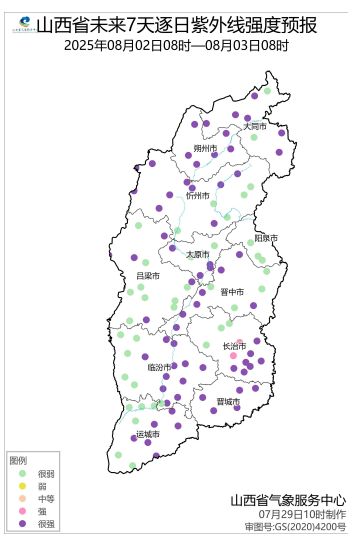 山西省未来7天逐日紫外线强度预报
2025年08月02日08时—08月03日08时
大同市
朔州市
忻州市
阳泉市
太原市
吕梁市
晋中市
长治市
临汾市
晋城市
运城市
图例
很弱
弱
中等
强
很强
山西省气象服务中心
07月29日10时制作
审图号:GS(2020)4200号